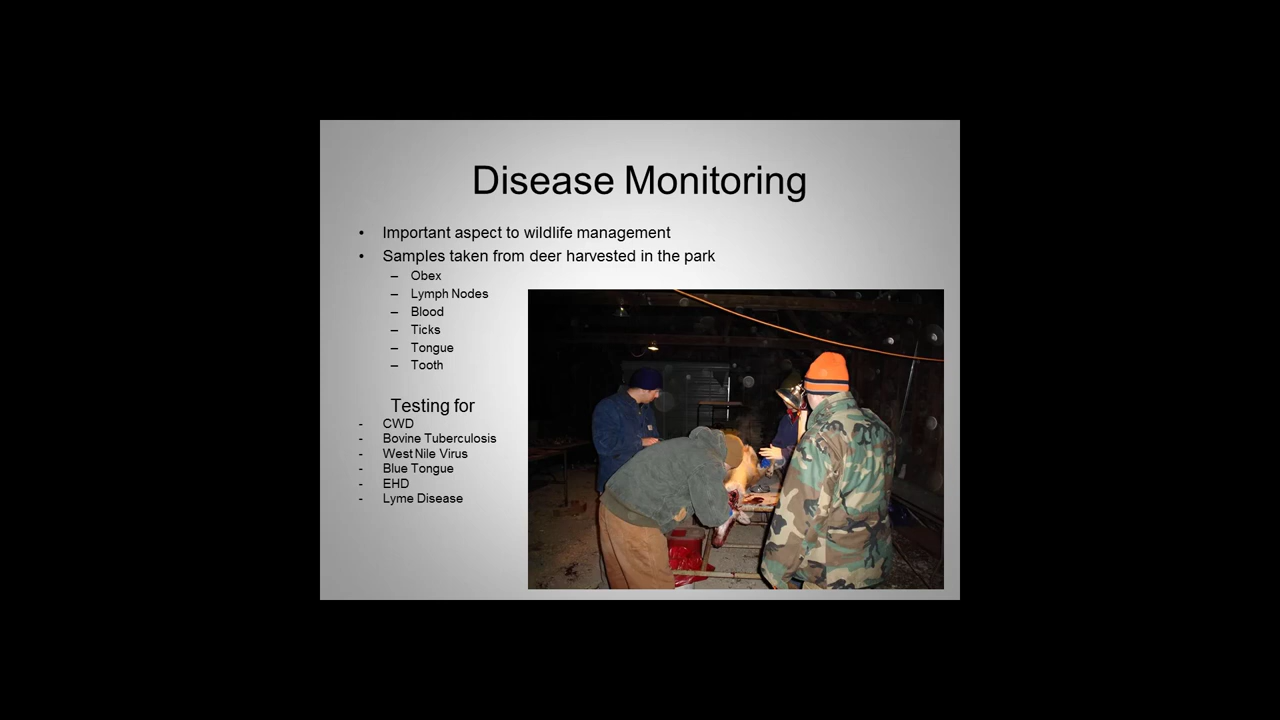 Disease Monitoring
• Important aspect to wildlife management
• Samples taken from deer harvested in the park
– Obex
– Lymph Nodes
– Blood
– Ticks
– Tongue
– Tooth
Testing for
- CWD
- Bovine Tuberculosis
- West Nile Virus
- Blue Tongue
- EHD
- Lyme Disease